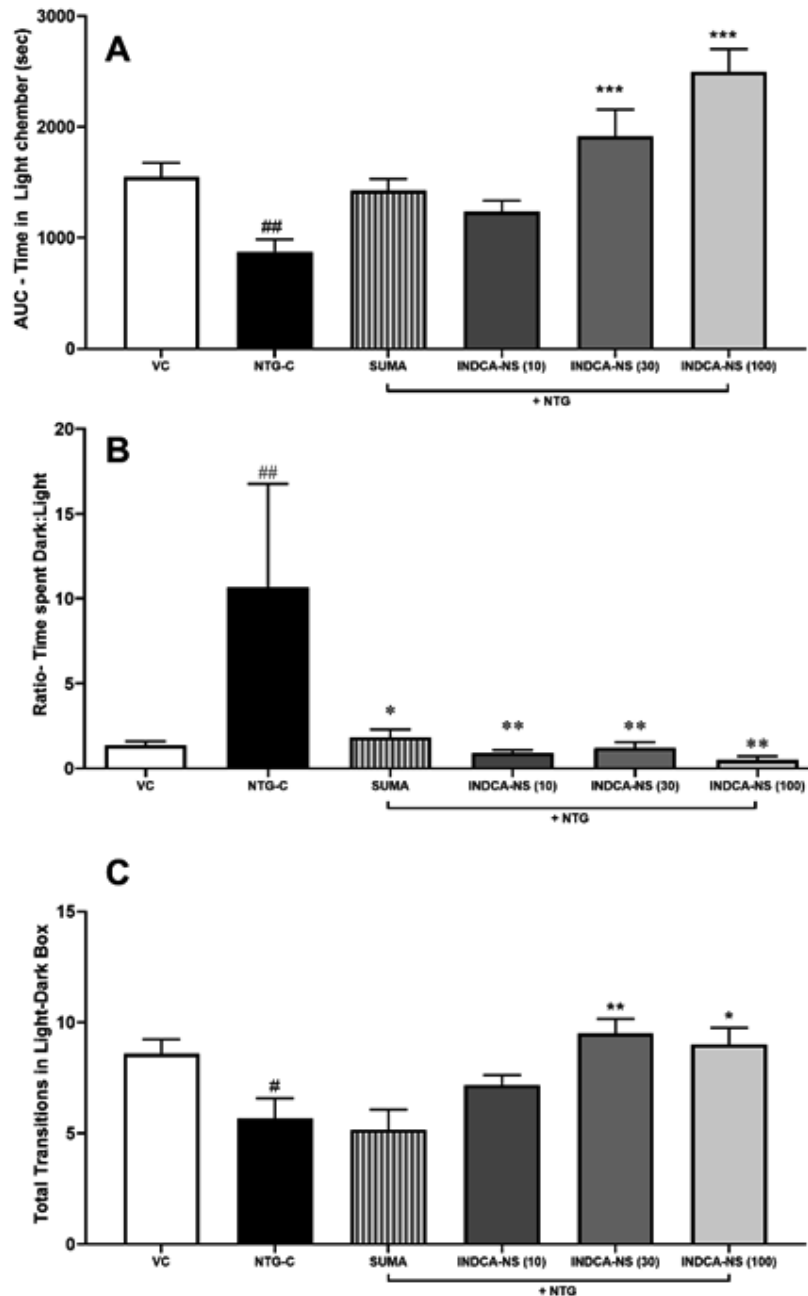 A
AUC - Time in Light chember (sec)
3000
2000
1000
0
##
***
***
VC NTG-C SUMA INDCA-NS (10) INDCA-NS (30) INDCA-NS (100)
+ NTG
B
Ratio- Time spent Dark:Light
20
15
10
5
0
##
*
**
**
**
VC NTG-C SUMA INDCA-NS (10) INDCA-NS (30) INDCA-NS (100)
+ NTG
C
Total Transitions in Light-Dark Box
15
10
5
0
#
**
*
VC NTG-C SUMA INDCA-NS (10) INDCA-NS (30) INDCA-NS (100)
+ NTG